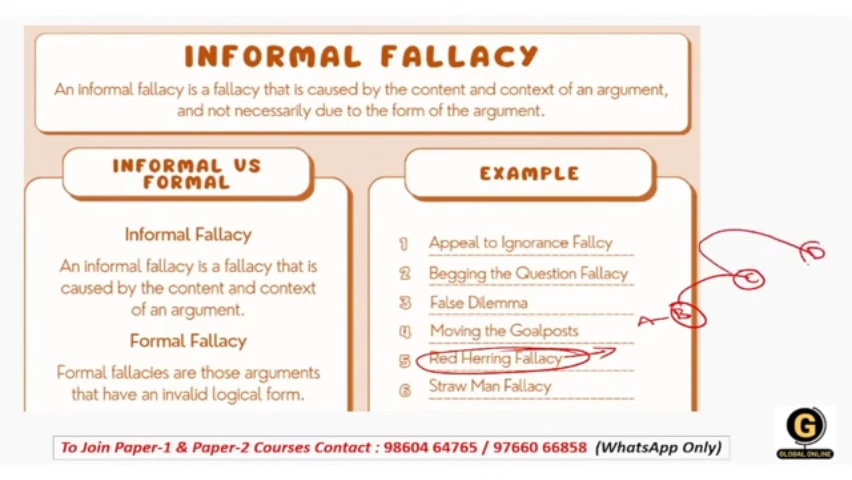 INFORMAL FALLACY
An informal fallacy is a fallacy that is caused by the content and context of an argument,
and not necessarily due to the form of the argument.
INFORMAL VS
FORMAL
Informal Fallacy
An informal fallacy is a fallacy that is
caused by the content and context
of an argument.
Formal Fallacy
Formal fallacies are those arguments
that have an invalid logical form.
EXAMPLE
1 Appeal to Ignorance Fallcy
2 Begging the Question Fallacy
3 False Dilemma
4 Moving the Goalposts
5 Red Herring Fallacy
6 Straw Man Fallacy
A B C D
To Join Paper-1 & Paper-2 Courses Contact : 98604 64765 / 97660 66858 (WhatsApp Only)
G
GLOBAL ONLINE